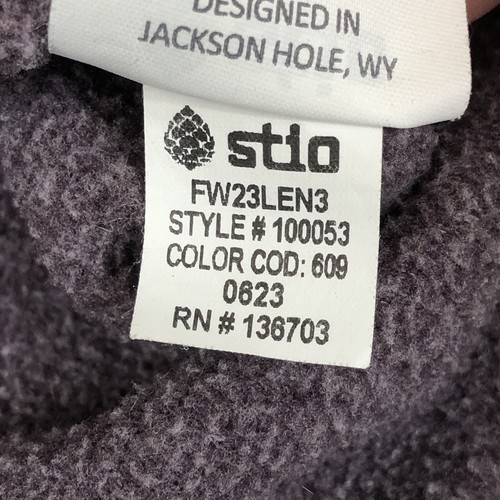 DESIGNED IN
JACKSON HOLE, WY
stio
FW23LEN3
STYLE # 100053
COLOR COD: 609
0623
RN # 136703